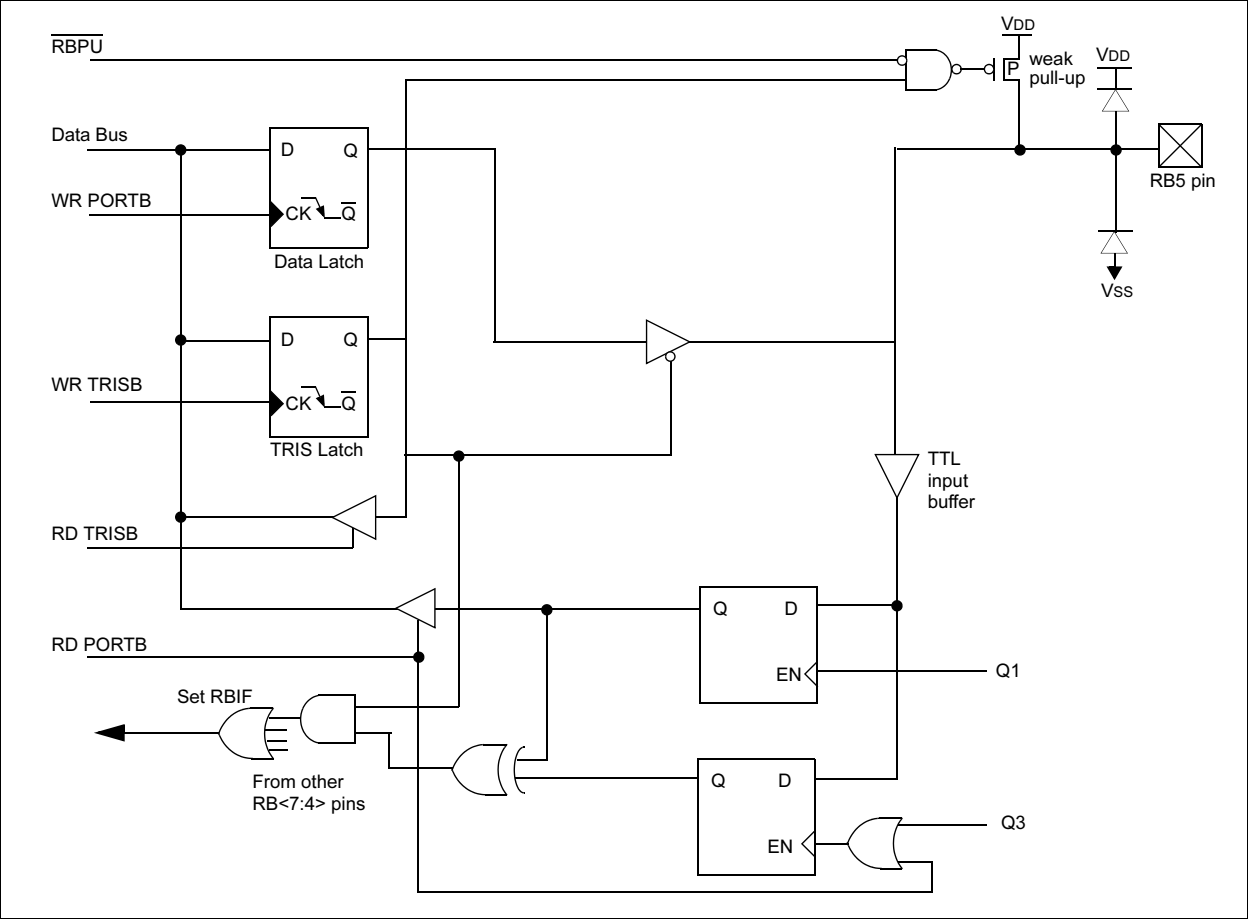 VDD
RBPU
weak
pull-up
P
VDD
Data Bus
D Q
RB5 pin
WR PORTB
CK Q
Data Latch
VSS
D Q
WR TRISB
CK Q
TRIS Latch
TTL
input
buffer
RD TRISB
Q D
RD PORTB
EN
Q1
Set RBIF
From other
RB<7:4> pins
Q D
Q3
EN